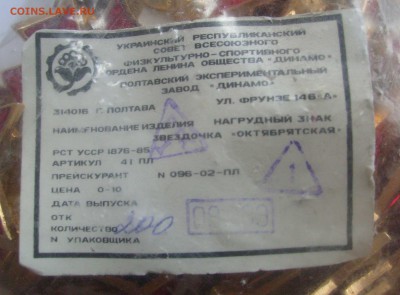 COINS.LAVE.RU
УКРАИНСКИЙ РЕСПУБЛИКАНСКИЙ
СОВЕТ ВСЕСОЮЗНОГО
ФИЗКУЛЬТУРНО-СПОРТИВНОГО
ОРДЕНА ЛЕНИНА ОБЩЕСТВА "ДИНАМО"
ПОЛТАВСКИЙ ЭКСПЕРИМЕНТАЛЬНЫЙ
ЗАВОД "ДИНАМО"
314018 Г. ПОЛТАВА УЛ. ФРУНЗЕ 146"А"
НАИМЕНОВАНИЕ ИЗДЕЛИЯ НАГРУДНЫЙ ЗНАК
ЗВЕЗДОЧКА "ОКТЯБРЯТСКАЯ"
РСТ УССР 1876-85
АРТИКУЛ 41 ПЛ
ПРЕЙСКУРАНТ N 096-02-ПЛ
ЦЕНА 0-10
ДАТА ВЫПУСКА
ОТК
КОЛИЧЕСТВО 200
N УПАКОВЩИКА